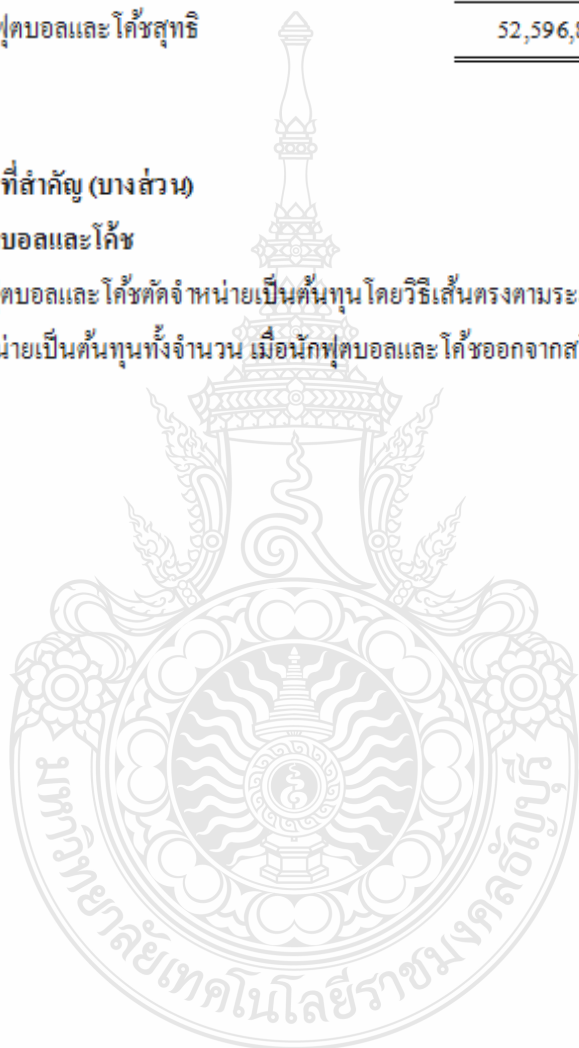 ฟุตบอลและโค้ชสุทธิ 52,596,8
ที่สำคัญ (บางส่วน)
บอลและโค้ช
ตบอลและโค้ชตัดจำหน่ายเป็นต้นทุนโดยวิธีเส้นตรงตามระ
น่ายเป็นต้นทุนทั้งจำนวน เมื่อนักฟุตบอลและโค้ชออกจากส
มหาวิทยาลัยเทคโนโลยีราชมงคลธัญบุรี